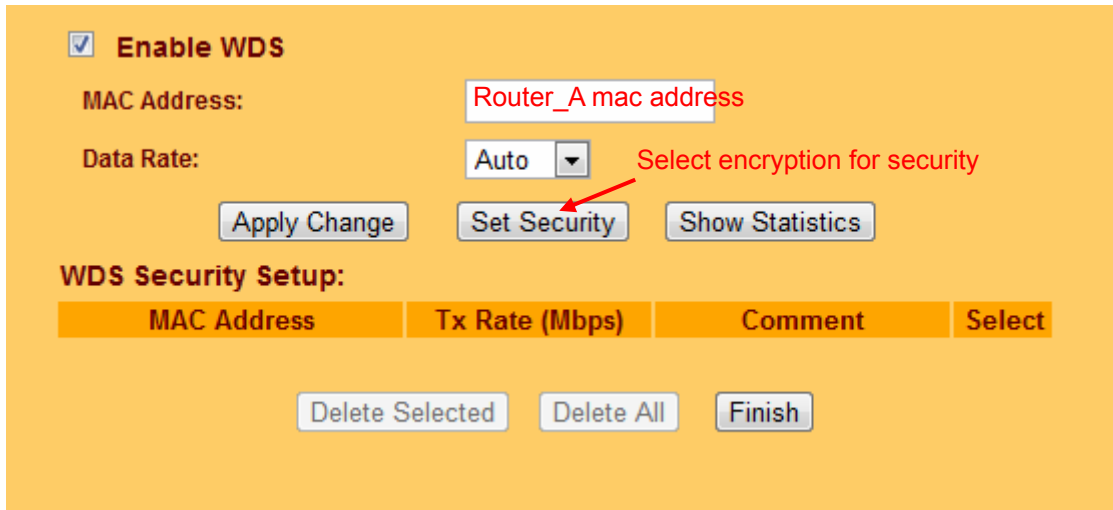 Enable WDS
MAC Address: Router_A mac address
Data Rate: Auto Select encryption for security
Apply Change Set Security Show Statistics
WDS Security Setup:
MAC Address Tx Rate (Mbps) Comment Select
Delete Selected Delete All Finish